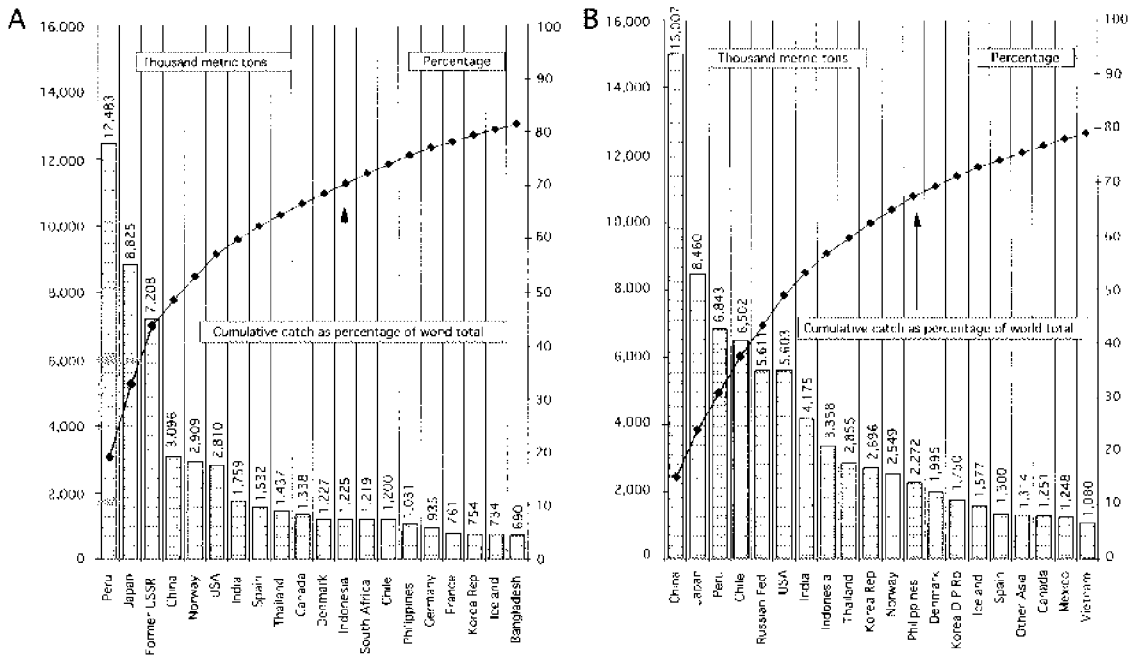 A
16,000
14,000
12,000
10,000
8,000
6,000
4,000
2,000
0
100
90
80
70
60
50
40
30
20
10
0
Thousand metric tons
Percentage
Cumulative catch as percentage of world total
12,483
8,825
7,208
3,096
2,909
2,810
1,759
1,532
1,437
1,338
1,227
1,225
1,219
1,200
1,031
935
761
754
734
690
Peru
Japan
Former USSR
China
Norway
USA
India
Spain
Thailand
Canada
Denmark
Indonesia
South Africa
Chile
Philippines
Germany
France
Korea Rep
Iceland
Bangladesh
B
16,000
14,000
12,000
10,000
8,000
6,000
4,000
2,000
0
100
90
80
70
60
50
40
30
20
10
0
Thousand metric tons
Percentage
Cumulative catch as percentage of world total
15,007
8,460
6,843
6,502
5,611
5,603
4,175
3,358
2,855
2,696
2,549
2,272
1,995
1,750
1,577
1,300
1,314
1,251
1,248
1,080
China
Japan
Peru
Chile
Russian Fed
USA
India
Indonesia
Thailand
Korea Rep
Norway
Philippines
Denmark
Korea D P Rp
Iceland
Spain
Other Asia
Canada
Mexico
Vietnam